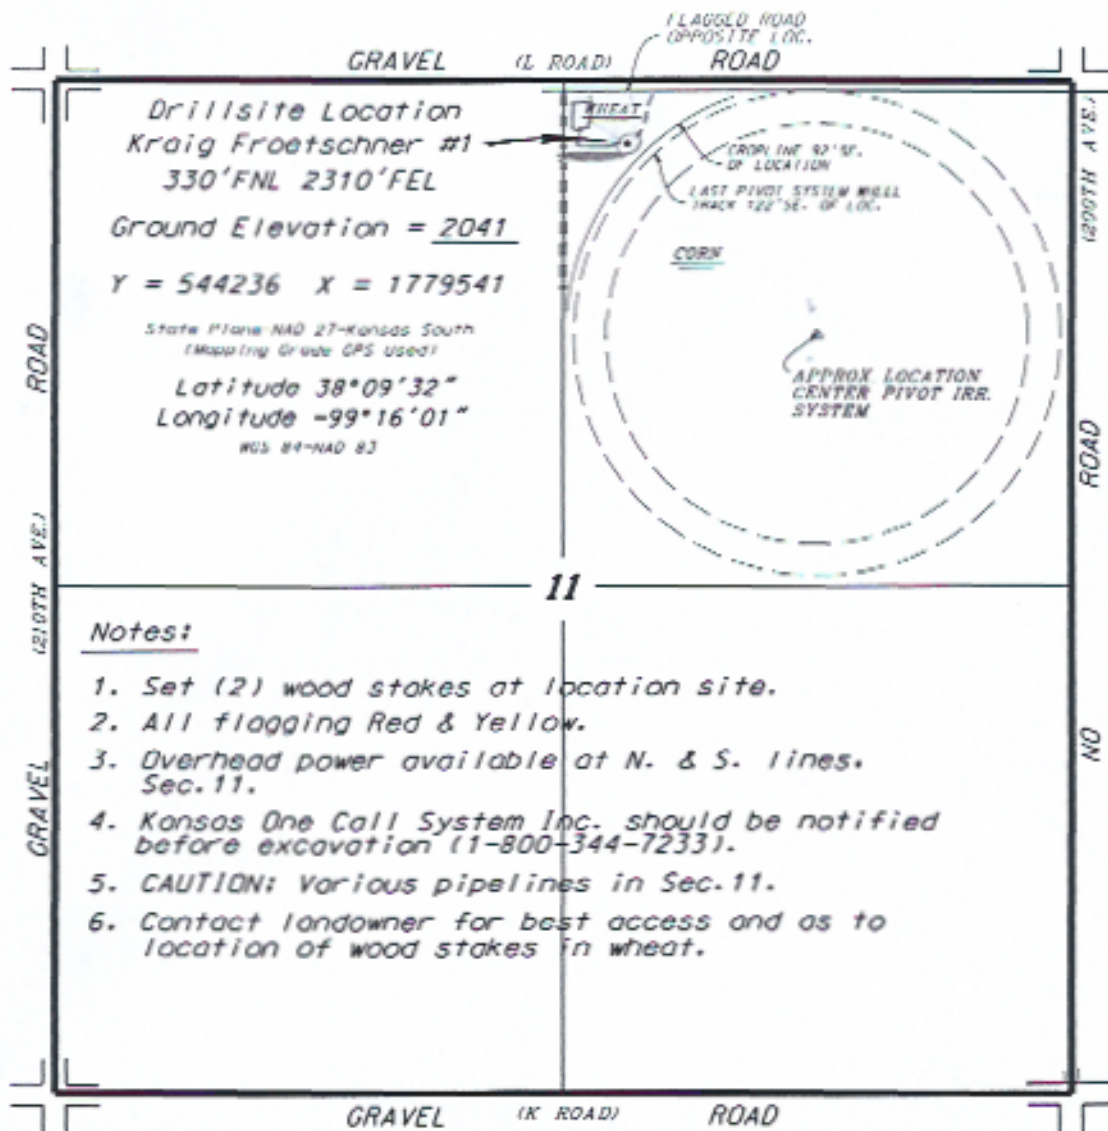 FLAGGED ROAD
OPPOSITE LOC.
GRAVEL (L ROAD) ROAD
Drillsite Location
Kraig Froetschner #1
330'FNL 2310'FEL
Ground Elevation = 2041
Y = 544236 X = 1779541
State Plane-NAD 27-Kansas South
(Mapping Grade GPS used)
Latitude 38°09'32"
Longitude -99°16'01"
WGS 84-NAD 83
WHEAT
CROPLINE 92'SE.
OF LOCATION
LAST PIVOT SYSTEM WHEEL
TRACK 122'SE. OF LOC.
CORN
APPROX. LOCATION
CENTER PIVOT IRR.
SYSTEM
(200TH AVE.)
ROAD
NO
ROAD
(210TH AVE.)
GRAVEL
11
Notes:
1. Set (2) wood stakes at location site.
2. All flagging Red & Yellow.
3. Overhead power available at N. & S. lines.
Sec.11.
4. Kansas One Call System Inc. should be notified
before excavation (1-800-344-7233).
5. CAUTION: Various pipelines in Sec.11.
6. Contact landowner for best access and as to
location of wood stakes in wheat.
GRAVEL (K ROAD) ROAD